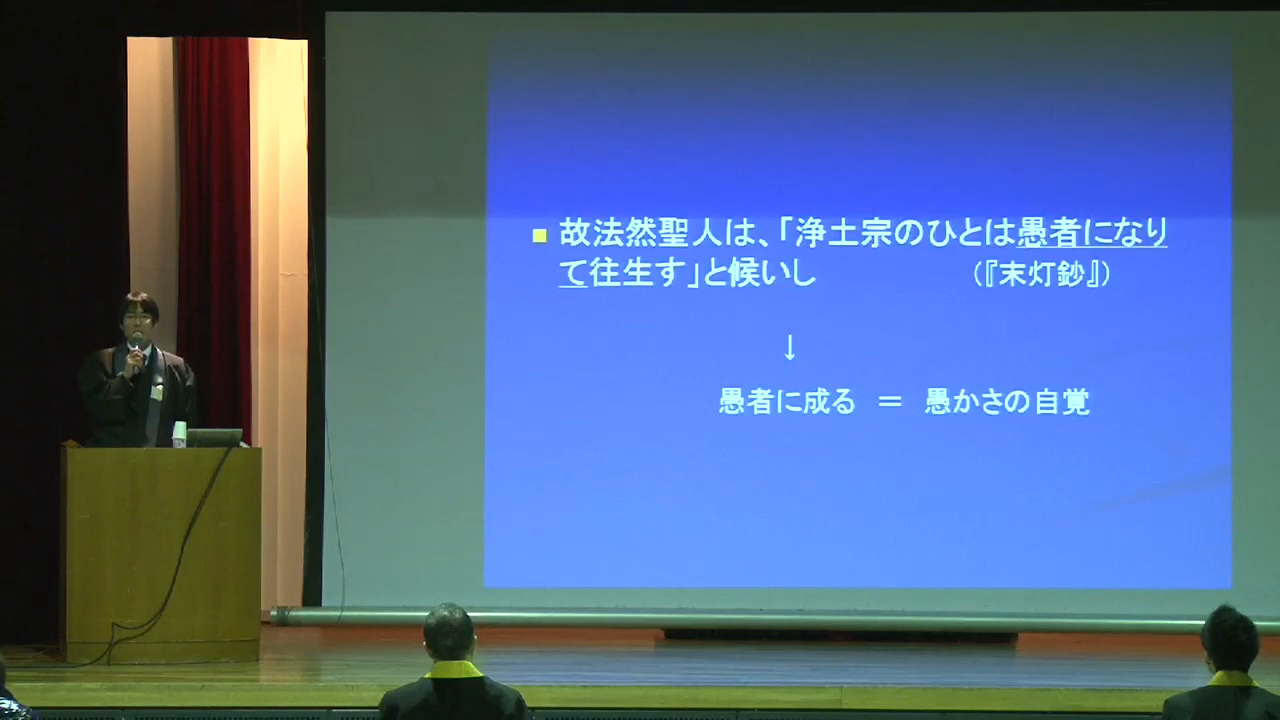 ■ 故法然聖人は、「浄土宗のひとは愚者になり
て往生す」と候いし (『末灯鈔』)
↓
愚者に成る = 愚かさの自覚